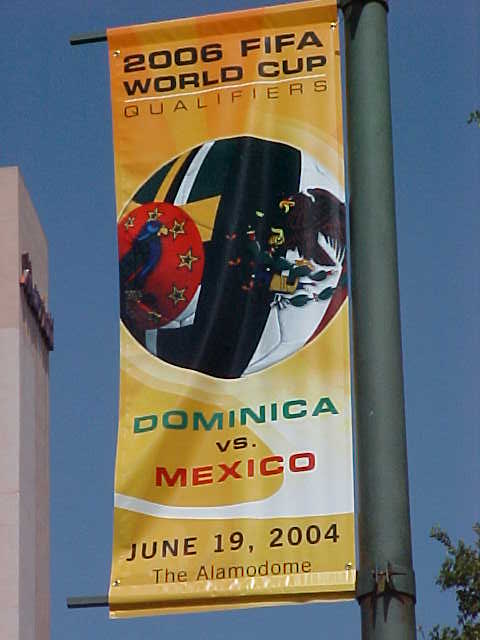 2006 FIFA
WORLD CUP
QUALIFIERS
DOMINICA
VS.
MEXICO
JUNE 19, 2004
The Alamodome